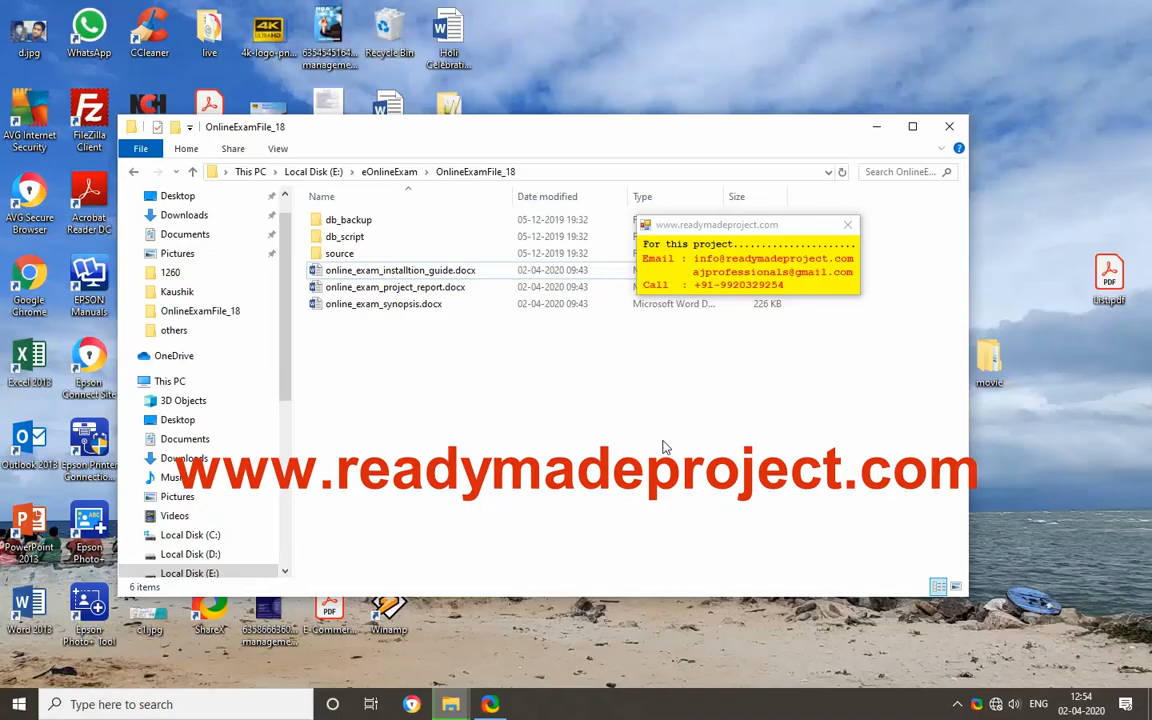 d.jpg
WhatsApp
CCleaner
live
4k-logo-pn...
6354545164...
manageme...
Recycle Bin
Holi
Celebrati...
AVG Internet
Security
FileZilla
Client
AVG Secure
Browser
Acrobat
Reader DC
Google
Chrome
EPSON
Manuals
Excel 2013
Epson
Connect Site
Outlook 2013
Epson Printer
PowerPoint
2013
Epson
Photo+
Word 2013
Epson
Photo+ Tool
c1.jpg
ShareX
6358666360...
manageme...
E-Commer...
Winamp
List.pdf
movie
OnlineExamFile_18
File
Home
Share
View
This PC
Local Disk (E:)
eOnlineExam
OnlineExamFile_18
Search OnlineE...
Desktop
Downloads
Documents
Pictures
1260
Kaushik
OnlineExamFile_18
others
OneDrive
This PC
3D Objects
Desktop
Documents
Downloads
Music
Pictures
Videos
Local Disk (C:)
Local Disk (D:)
Local Disk (E:)
Name Date modified Type Size
db_backup 05-12-2019 19:32
db_script 05-12-2019 19:32
source 05-12-2019 19:32
online_exam_installtion_guide.docx 02-04-2020 09:43
online_exam_project_report.docx 02-04-2020 09:43
online_exam_synopsis.docx 02-04-2020 09:43 Microsoft Word D... 226 KB
www.readymadeproject.com
For this project......................
Email : info@readymadeproject.com
ajprofessionals@gmail.com
Call : +91-9920329254
www.readymadeproject.com
6 items
Type here to search
ENG
12:54
02-04-2020